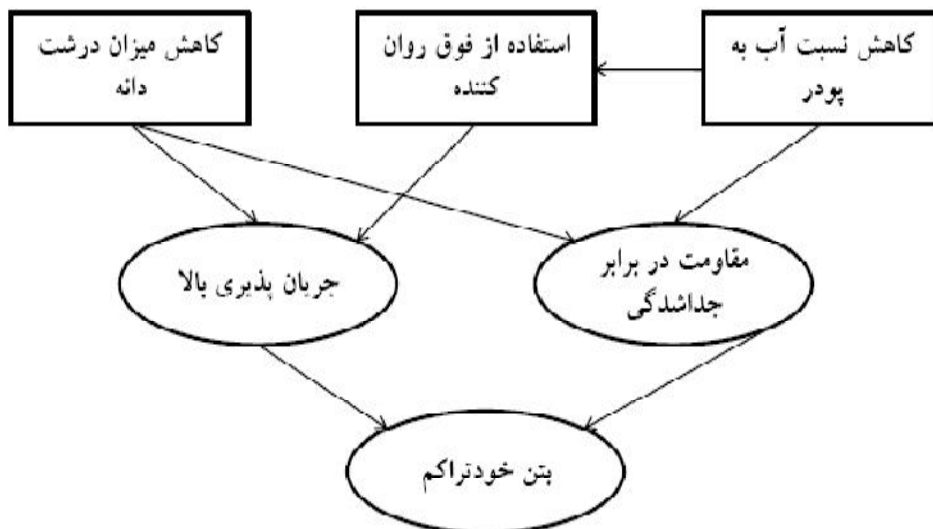 کاهش نسبت آب به
پودر
استفاده از فوق روان
کننده
کاهش میزان درشت
دانه
مقاومت در برابر
جداشدگی
جریان پذیری بالا
بتن خودتراکم